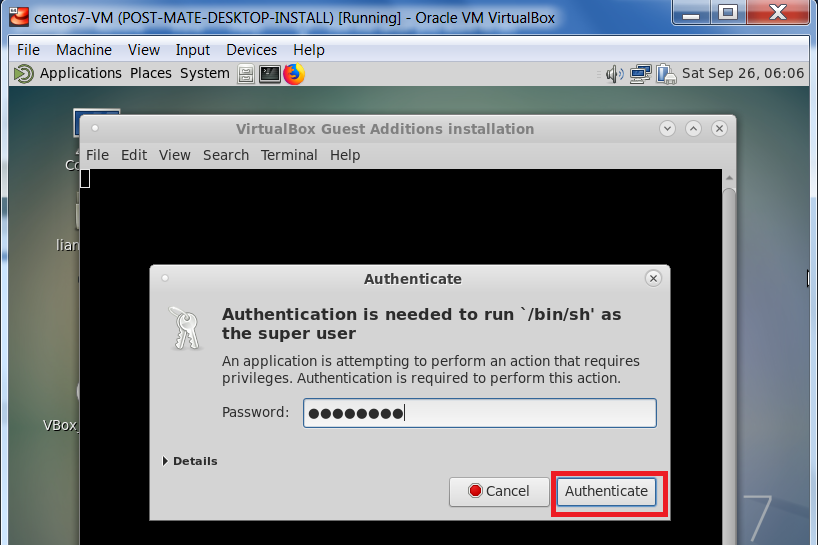 centos7-VM (POST-MATE-DESKTOP-INSTALL) [Running] - Oracle VM VirtualBox
File Machine View Input Devices Help
Applications Places System Sat Sep 26, 06:06
VirtualBox Guest Additions installation
File Edit View Search Terminal Help
Co
lian
Authenticate
Authentication is needed to run `/bin/sh' as
the super user
An application is attempting to perform an action that requires
privileges. Authentication is required to perform this action.
Password: ●●●●●●●●
VBox_
Details
Cancel Authenticate
7